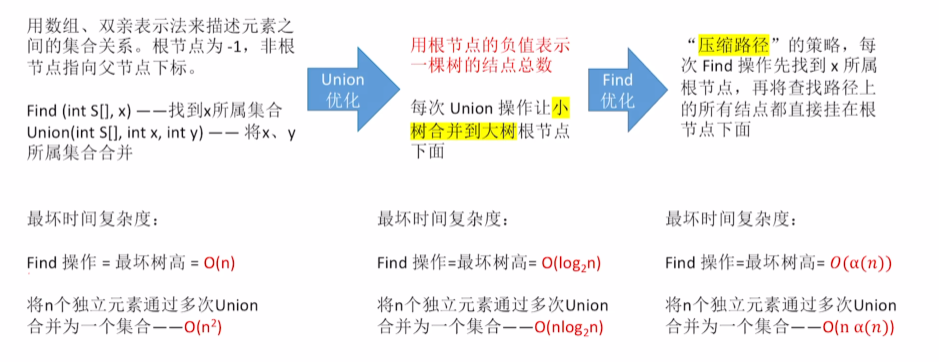 用数组、双亲表示法来描述元素之
间的集合关系。根节点为 -1，非根
节点指向父节点下标。
Find (int S[], x) ——找到x所属集合
Union(int S[], int x, int y) —— 将x、y
所属集合合并
Union
优化
用根节点的负值表示
一棵树的结点总数
每次 Union 操作让小
树合并到大树根节点
下面
Find
优化
“压缩路径”的策略，每
次 Find 操作先找到 x 所属
根节点，再将查找路径上
的所有结点都直接挂在根
节点下面
最坏时间复杂度：
Find 操作 = 最坏树高 = O(n)
将n个独立元素通过多次Union
合并为一个集合——O(n²)
最坏时间复杂度：
Find 操作=最坏树高= O(log₂n)
将n个独立元素通过多次Union
合并为一个集合——O(nlog₂n)
最坏时间复杂度：
Find 操作=最坏树高= O(α(n))
将n个独立元素通过多次Union
合并为一个集合——O(n α(n))